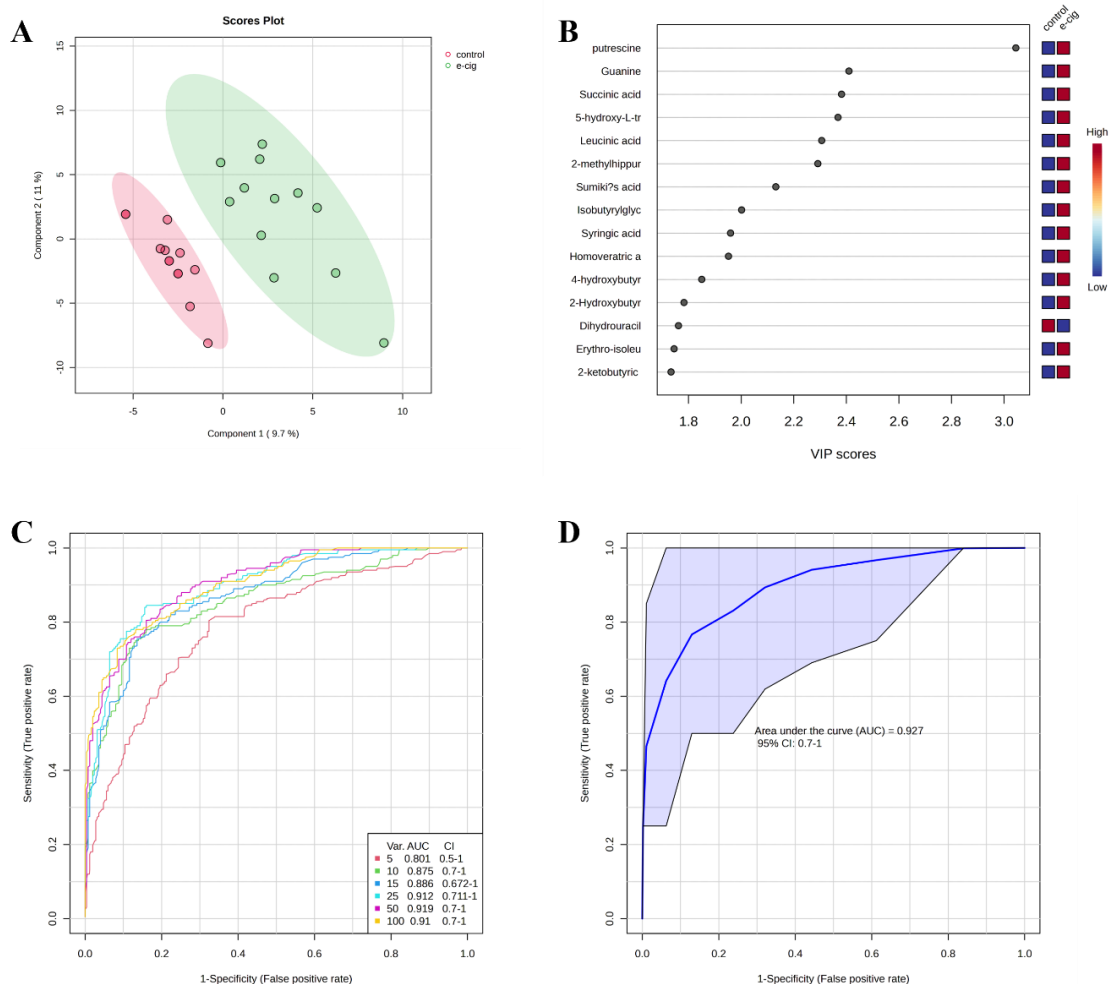 A
Scores Plot
control
e-cig
Component 2 ( 11 %)
15
10
5
0
-5
-10
-5 0 5 10
Component 1 ( 9.7 %)
B
control
e-cig
putrescine
Guanine
Succinic acid
5-hydroxy-L-tr
Leucinic acid
2-methylhippur
Sumiki?s acid
Isobutyrylglyc
Syringic acid
Homoveratric a
4-hydroxybutyr
2-Hydroxybutyr
Dihydrouracil
Erythro-isoleu
2-ketobutyric
High
Low
1.8 2.0 2.2 2.4 2.6 2.8 3.0
VIP scores
C
Sensitivity (True positive rate)
1.0
0.8
0.6
0.4
0.2
0.0
Var. AUC CI
5 0.801 0.5-1
10 0.875 0.7-1
15 0.886 0.672-1
25 0.912 0.711-1
50 0.919 0.7-1
100 0.91 0.7-1
0.0 0.2 0.4 0.6 0.8 1.0
1-Specificity (False positive rate)
D
Sensitivity (True positive rate)
1.0
0.8
0.6
0.4
0.2
0.0
Area under the curve (AUC) = 0.927
95% CI: 0.7-1
0.0 0.2 0.4 0.6 0.8 1.0
1-Specificity (False positive rate)